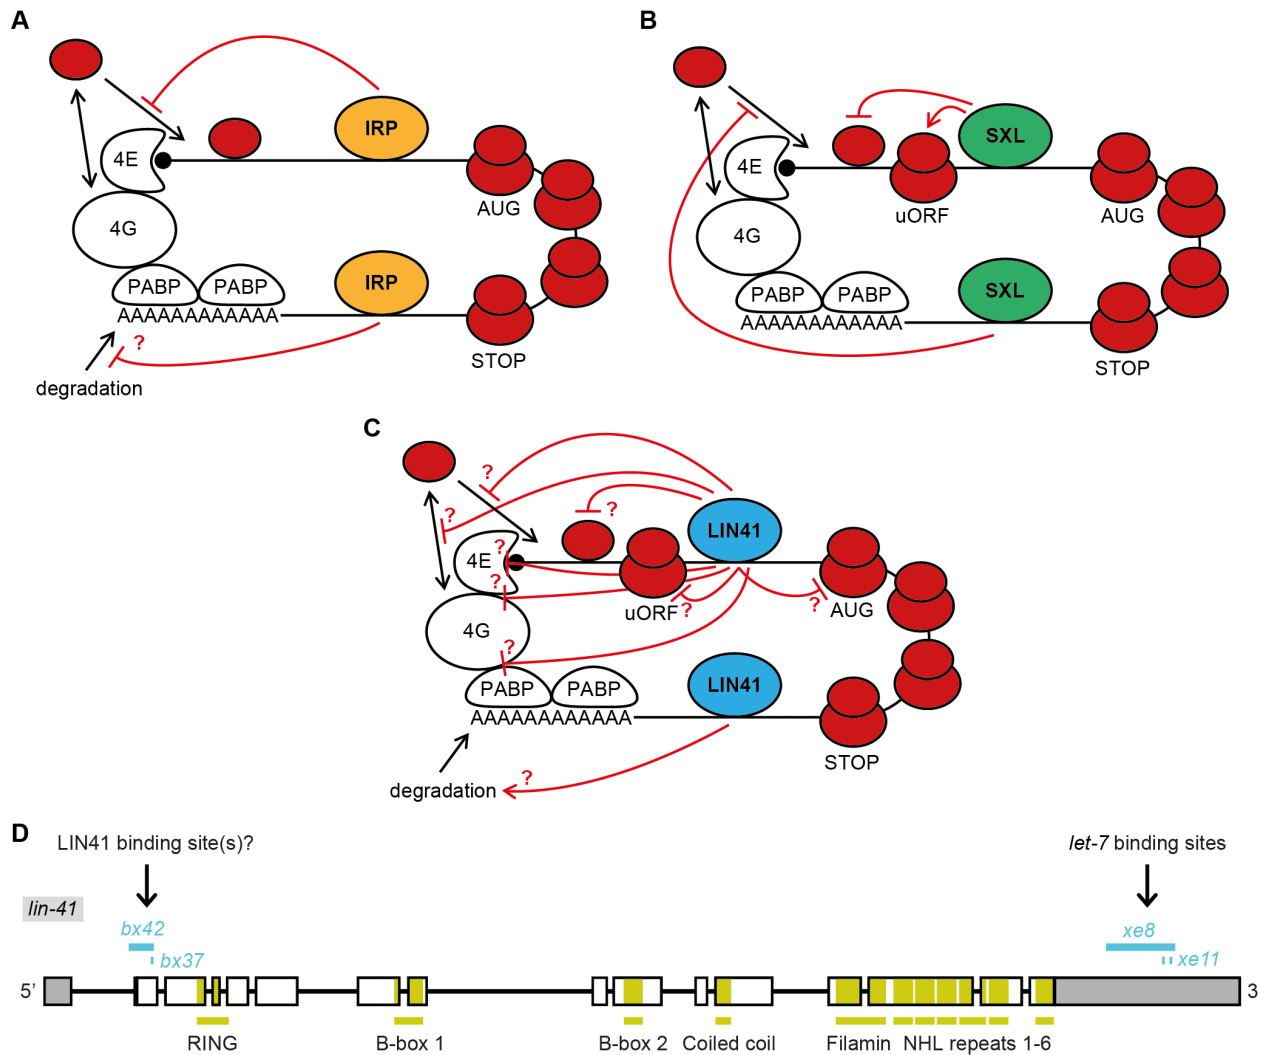 A
IRP
4E
AUG
4G
IRP
PABP PABP
AAAAAAAAAAAA
?
degradation
STOP
B
SXL
4E
uORF
AUG
4G
SXL
PABP PABP
AAAAAAAAAAAA
STOP
C
?
?
?
LIN41
4E
?
?
uORF
?
?
AUG
4G
?
LIN41
PABP PABP
AAAAAAAAAAAA
STOP
degradation
?
D
LIN41 binding site(s)?
let-7 binding sites
lin-41
bx42
bx37
xe8
xe11
5’
3
RING
B-box 1
B-box 2
Coiled coil
Filamin
NHL repeats 1-6